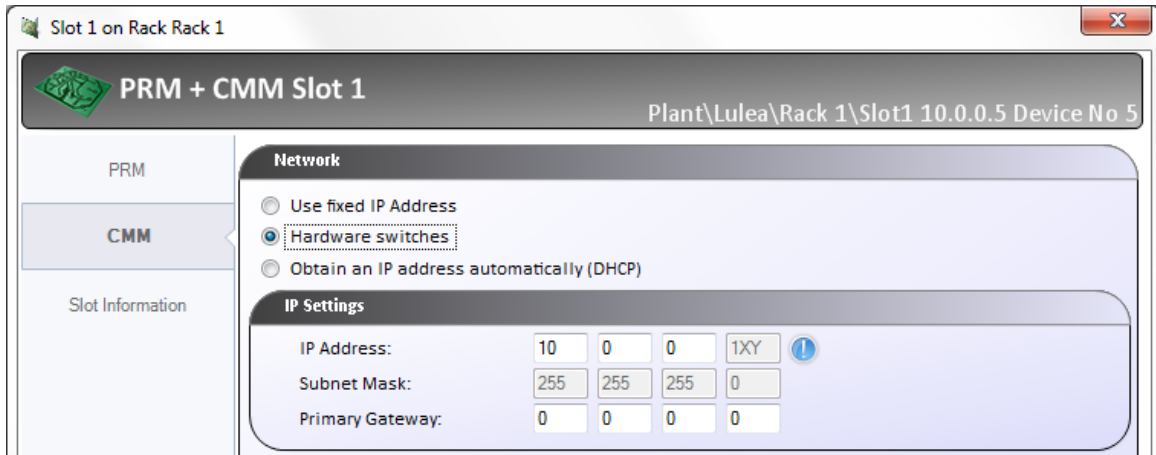 Slot 1 on Rack Rack 1
PRM + CMM Slot 1
Plant\Lulea\Rack 1\Slot1 10.0.0.5 Device No 5
PRM
CMM
Slot Information
Network
Use fixed IP Address
Hardware switches
Obtain an IP address automatically (DHCP)
IP Settings
IP Address: 10 0 0 1XY
Subnet Mask: 255 255 255 0
Primary Gateway: 0 0 0 0